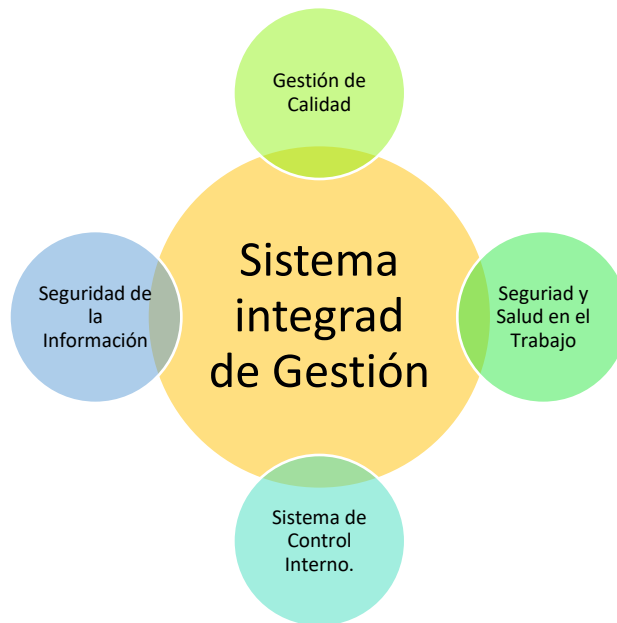 Gestión de
Calidad
Sistema
integrad
de Gestión
Seguridad de
la
Información
Seguriad y
Salud en el
Trabajo
Sistema de
Control
Interno.